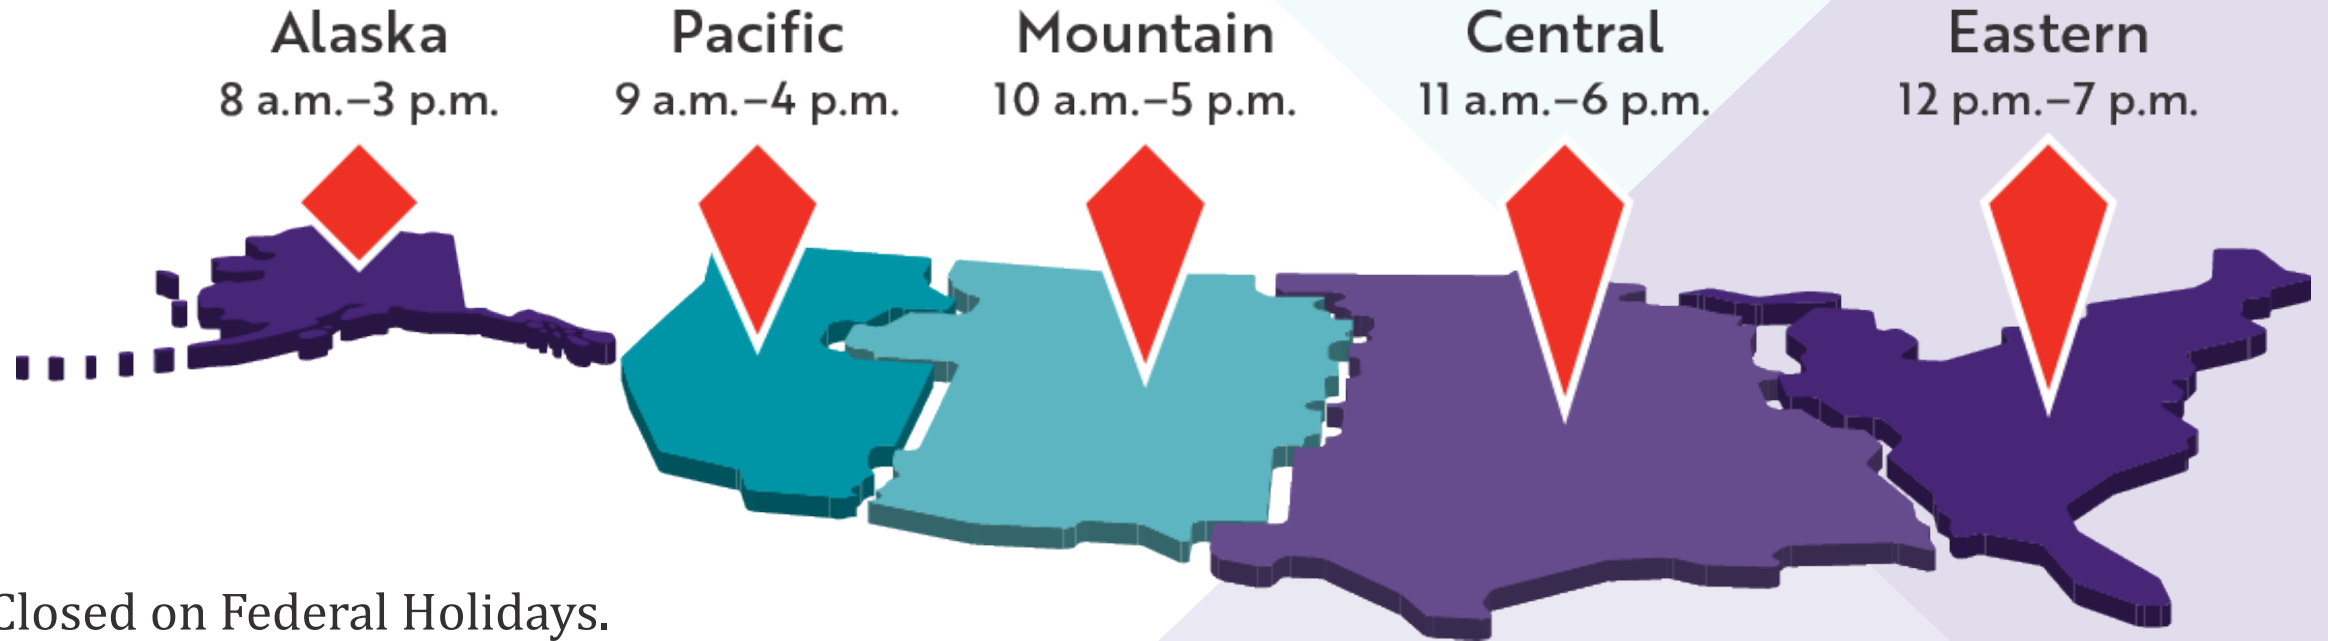 Alaska
8 a.m.–3 p.m.
Pacific
9 a.m.–4 p.m.
Mountain
10 a.m.–5 p.m.
Central
11 a.m.–6 p.m.
Eastern
12 p.m.–7 p.m.
Closed on Federal Holidays.